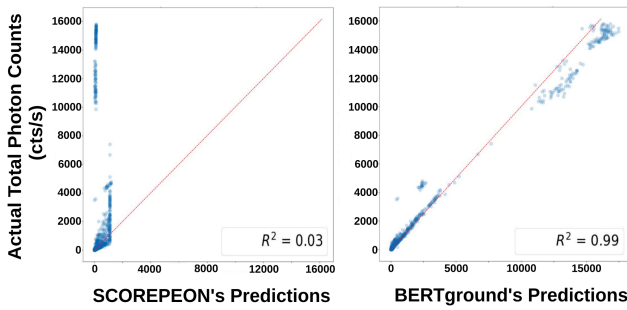 Actual Total Photon Counts
(cts/s)
16000
14000
12000
10000
8000
6000
4000
2000
0
R² = 0.03
0 4000 8000 12000 16000
SCOREPEON's Predictions
16000
14000
12000
10000
8000
6000
4000
2000
0
R² = 0.99
0 5000 10000 15000
BERTground's Predictions